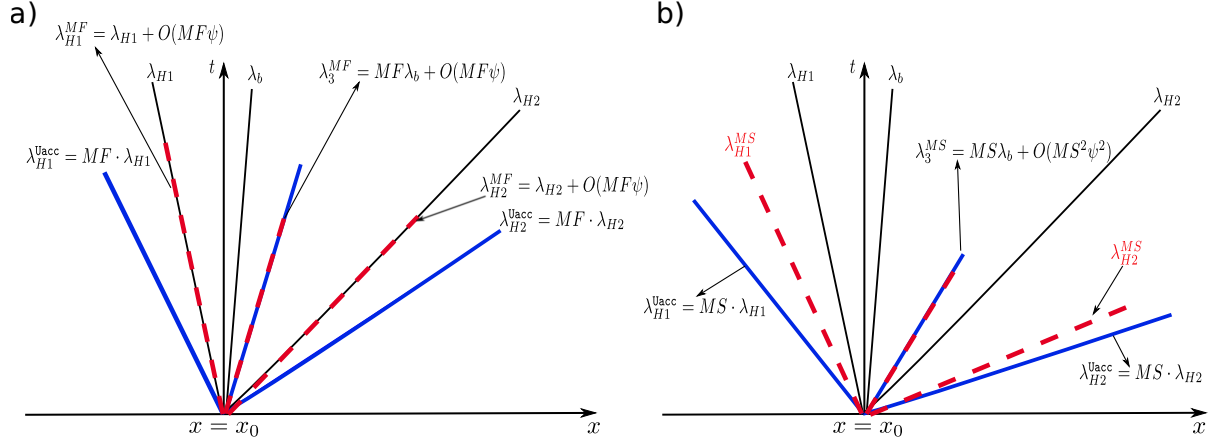 a)
λ_{H1}^{MF} = λ_{H1} + O(MFψ)
λ_{H1}
t
λ_b
λ_3^{MF} = MFλ_b + O(MFψ)
λ_{H2}
λ_{H1}^{Uacc} = MF · λ_{H1}
λ_{H2}^{MF} = λ_{H2} + O(MFψ)
λ_{H2}^{Uacc} = MF · λ_{H2}
x = x_0
x
b)
λ_{H1}
t
λ_b
λ_{H2}
λ_{H1}^{MS}
λ_3^{MS} = MSλ_b + O(MS^2ψ^2)
λ_{H2}^{MS}
λ_{H1}^{Uacc} = MS · λ_{H1}
λ_{H2}^{Uacc} = MS · λ_{H2}
x = x_0
x